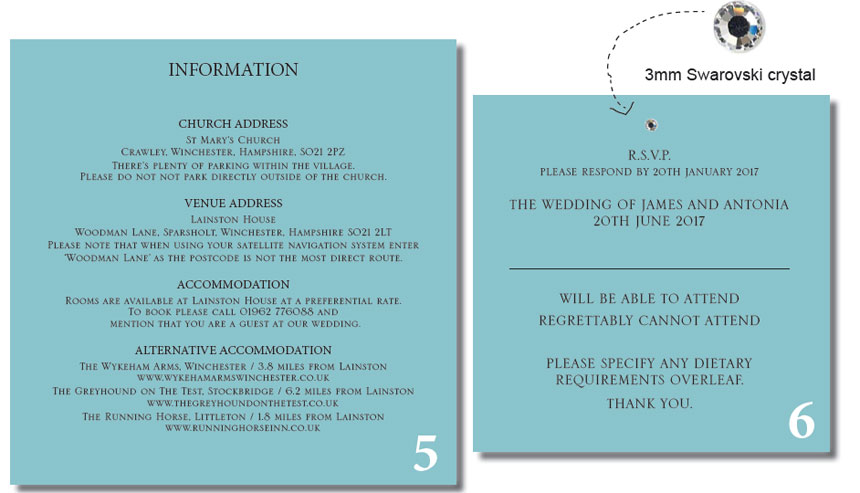 INFORMATION
CHURCH ADDRESS
St Mary's Church
Crawley, Winchester, Hampshire, SO21 2PZ
There's plenty of parking within the village.
Please do not not park directly outside of the church.
VENUE ADDRESS
Lainston House
Woodman Lane, Sparsholt, Winchester, Hampshire SO21 2LT
Please note that when using your satellite navigation system enter
'Woodman Lane' as the postcode is not the most direct route.
ACCOMMODATION
Rooms are available at Lainston House at a preferential rate.
To book please call 01962 776088 and
mention that you are a guest at our wedding.
ALTERNATIVE ACCOMMODATION
The Wykeham Arms, Winchester / 3.8 miles from Lainston
www.wykehamarmswinchester.co.uk
The Greyhound on The Test, Stockbridge / 6.2 miles from Lainston
www.thegreyhoundonthetest.co.uk
The Running Horse, Littleton / 1.8 miles from Lainston
www.runninghorseinn.co.uk
5
3mm Swarovski crystal
R.S.V.P.
PLEASE RESPOND BY 20TH JANUARY 2017
THE WEDDING OF JAMES AND ANTONIA
20TH JUNE 2017
WILL BE ABLE TO ATTEND
REGRETTABLY CANNOT ATTEND
PLEASE SPECIFY ANY DIETARY
REQUIREMENTS OVERLEAF.
THANK YOU.
6